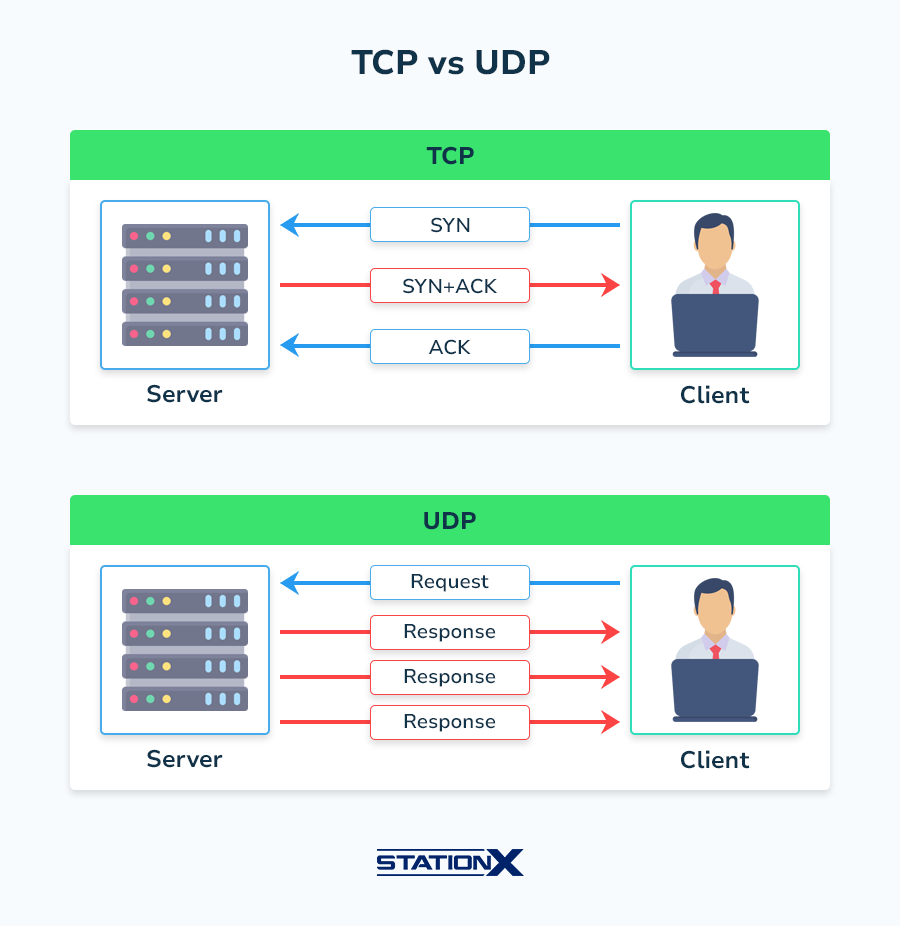 TCP vs UDP
TCP
SYN
SYN+ACK
ACK
Server
Client
UDP
Request
Response
Response
Response
Server
Client
STATIONX